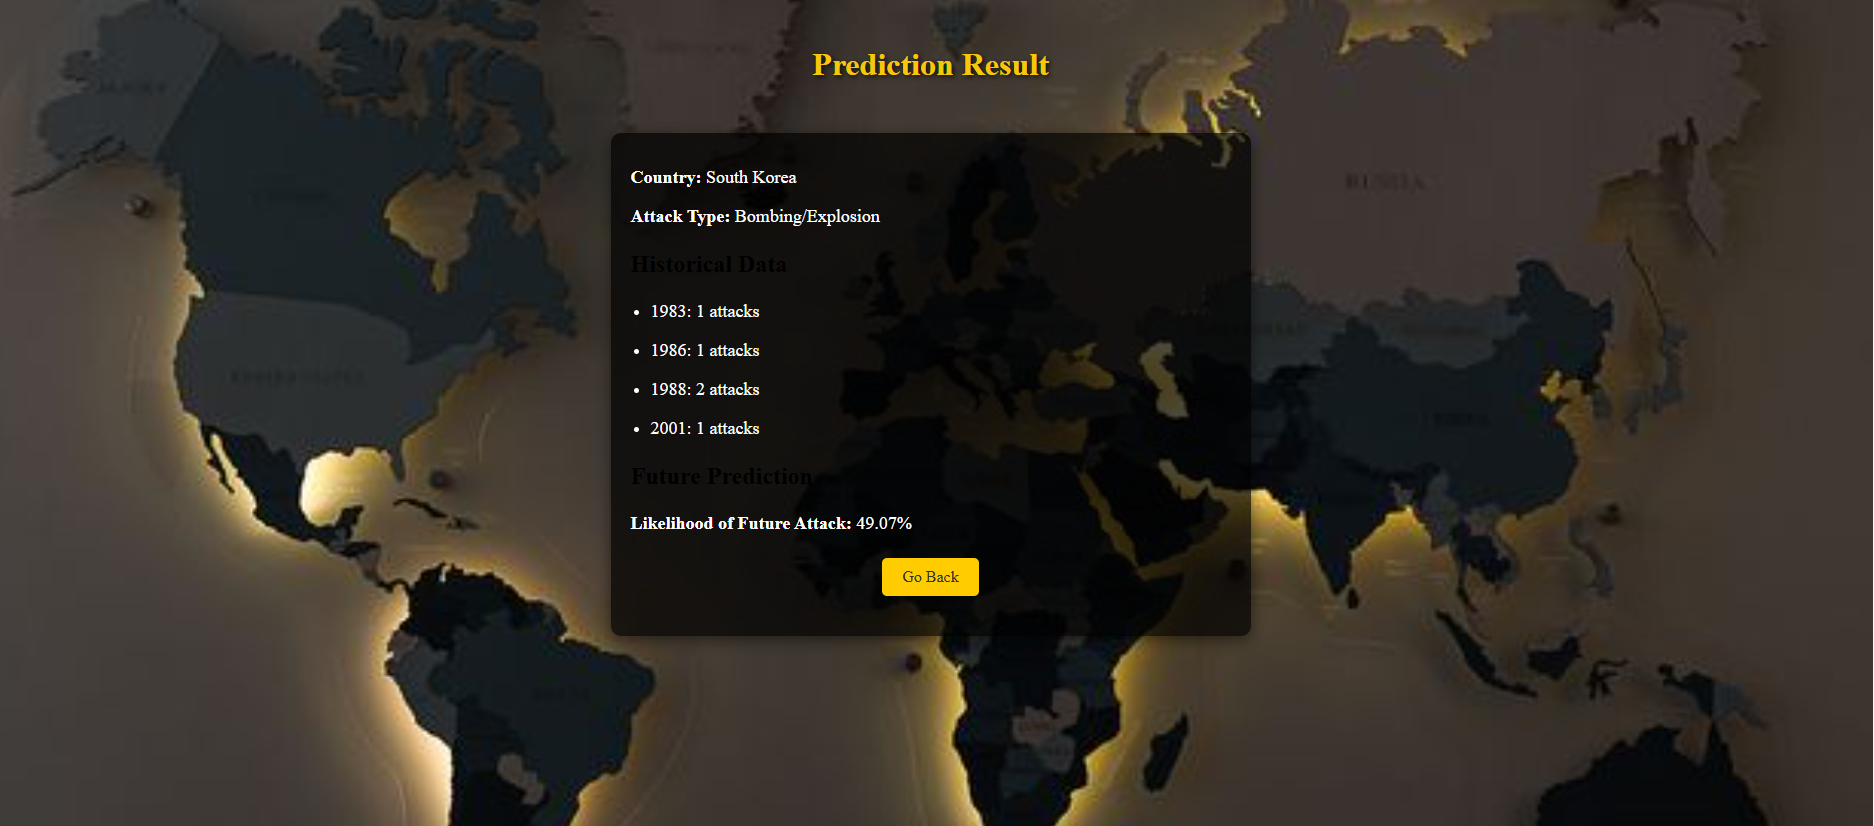 Prediction Result
Country: South Korea
Attack Type: Bombing/Explosion
Historical Data
1983: 1 attacks
1986: 1 attacks
1988: 2 attacks
2001: 1 attacks
Future Prediction
Likelihood of Future Attack: 49.07%
Go Back
RUSSIA